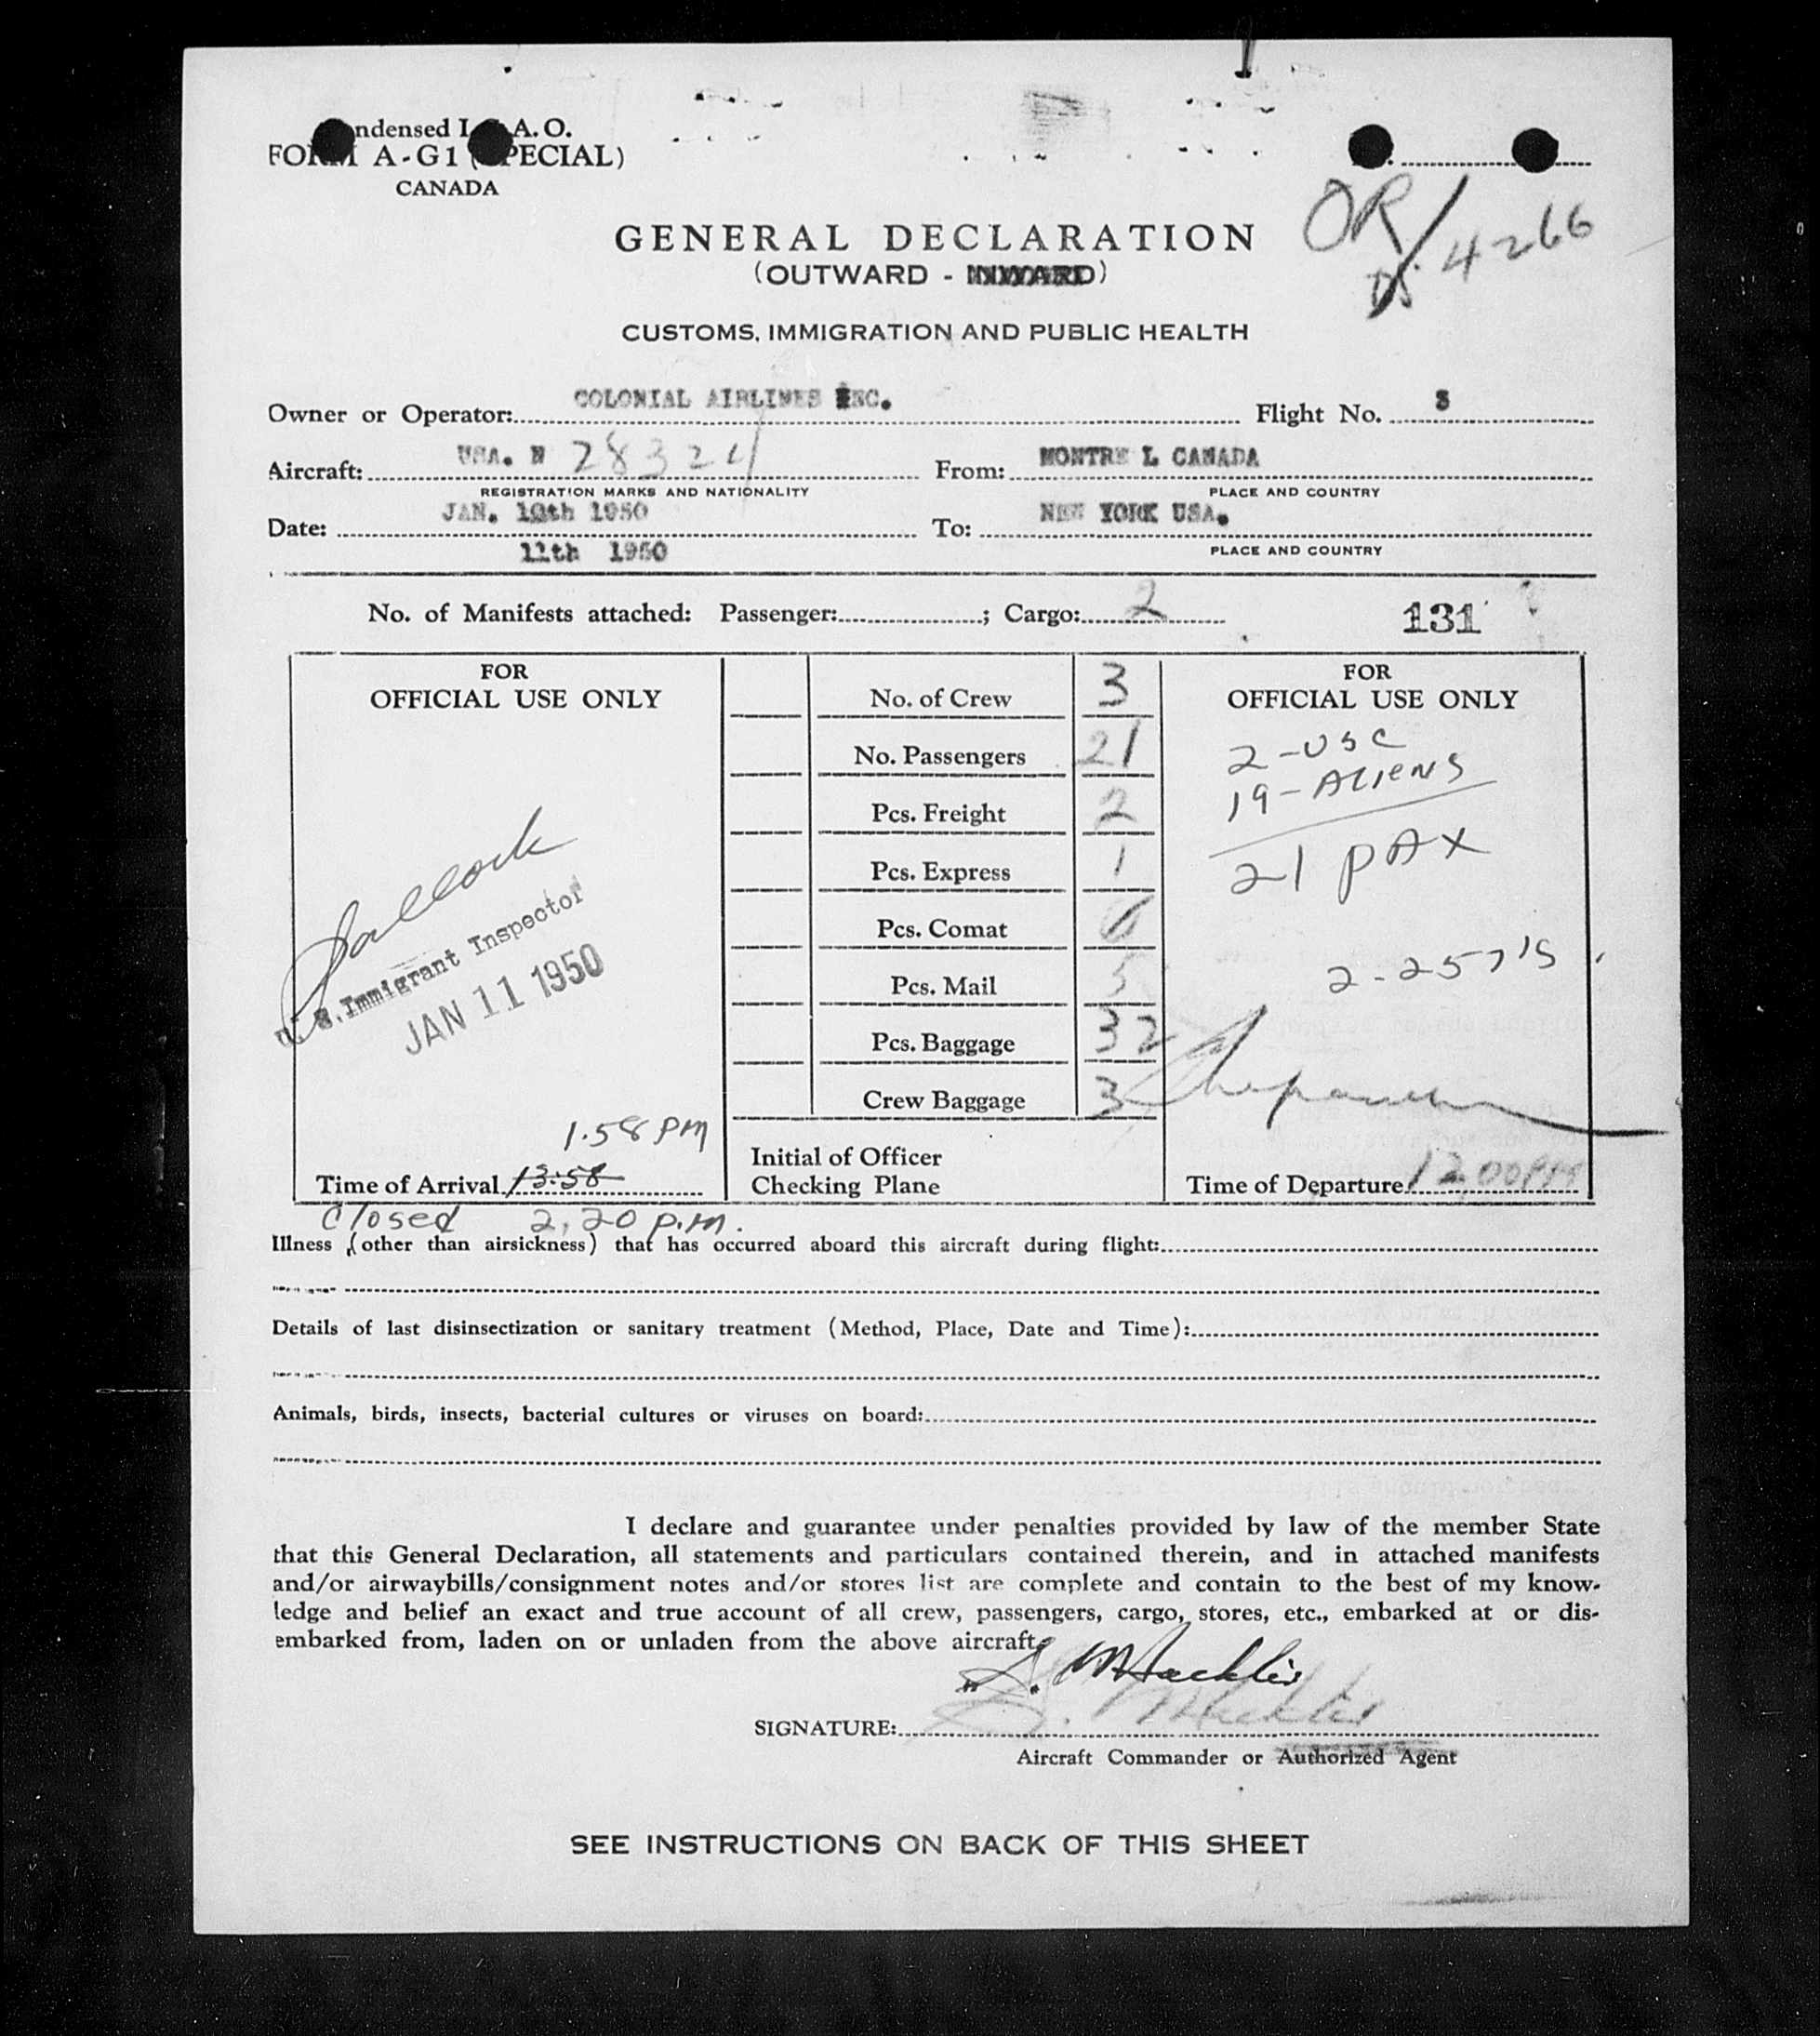 ndensed I. A. O.
FORM A-G1 (SPECIAL)
CANADA
OR/
4266
GENERAL DECLARATION
(OUTWARD - INWARD)
CUSTOMS, IMMIGRATION AND PUBLIC HEALTH
Owner or Operator: COLONIAL AIRLINES INC. Flight No. 3
Aircraft: USA. N 28324 From: MONTRE L CANADA
REGISTRATION MARKS AND NATIONALITY PLACE AND COUNTRY
Date: JAN. 10th 1950 To: NEW YORK USA.
11th 1950 PLACE AND COUNTRY
No. of Manifests attached: Passenger: ; Cargo: 2 131
FOR
OFFICIAL USE ONLY
U. S. Immigrant Inspector
JAN 11 1950
1.58 PM
Time of Arrival 13:58
Closed 2,20 p.m.
No. of Crew 3
No. Passengers 21
Pcs. Freight 2
Pcs. Express 1
Pcs. Comat
Pcs. Mail 5
Pcs. Baggage 32
Crew Baggage 3
Initial of Officer
Checking Plane
FOR
OFFICIAL USE ONLY
2-USC
19-ALIENS
21 PAX
2-257's
Time of Departure 12,00PM
Illness (other than airsickness) that has occurred aboard this aircraft during flight:
Details of last disinsectization or sanitary treatment (Method, Place, Date and Time):
Animals, birds, insects, bacterial cultures or viruses on board:
I declare and guarantee under penalties provided by law of the member State
that this General Declaration, all statements and particulars contained therein, and in attached manifests
and/or airwaybills/consignment notes and/or stores list are complete and contain to the best of my know-
ledge and belief an exact and true account of all crew, passengers, cargo, stores, etc., embarked at or dis-
embarked from, laden on or unladen from the above aircraft.
SIGNATURE:
Aircraft Commander or Authorized Agent
SEE INSTRUCTIONS ON BACK OF THIS SHEET